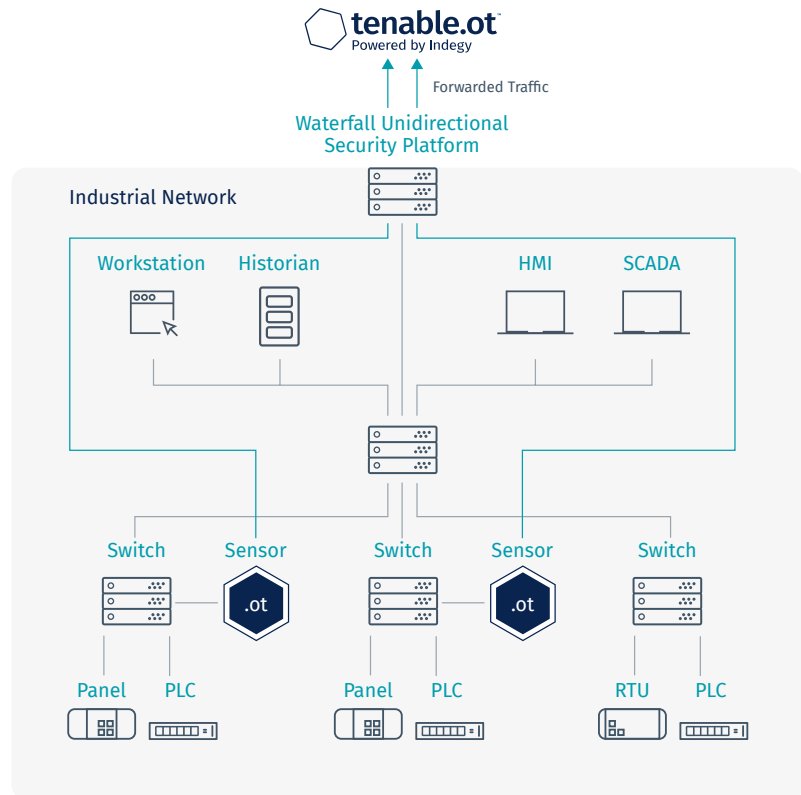 tenable.ot™
Powered by Indegy
Forwarded Traffic
Waterfall Unidirectional
Security Platform
Industrial Network
Workstation Historian HMI SCADA
Switch Sensor Switch Sensor Switch
.ot .ot
Panel PLC Panel PLC RTU PLC